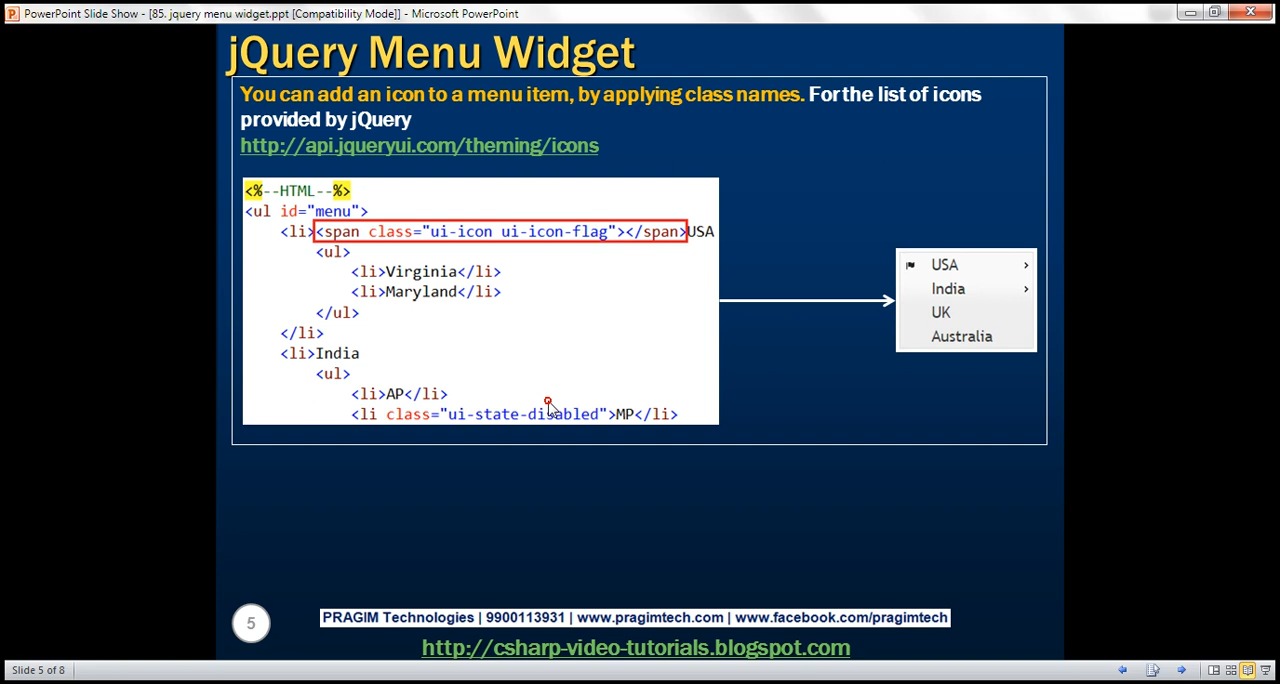 PowerPoint Slide Show - [85. jquery menu widget.ppt [Compatibility Mode]] - Microsoft PowerPoint
jQuery Menu Widget
You can add an icon to a menu item, by applying class names. For the list of icons
provided by jQuery
http://api.jqueryui.com/theming/icons
<%--HTML--%>
<ul id="menu">
<li><span class="ui-icon ui-icon-flag"></span>USA
<ul>
<li>Virginia</li>
<li>Maryland</li>
</ul>
</li>
<li>India
<ul>
<li>AP</li>
<li class="ui-state-disabled">MP</li>
USA
India
UK
Australia
5
PRAGIM Technologies | 9900113931 | www.pragimtech.com | www.facebook.com/pragimtech
http://csharp-video-tutorials.blogspot.com
Slide 5 of 8